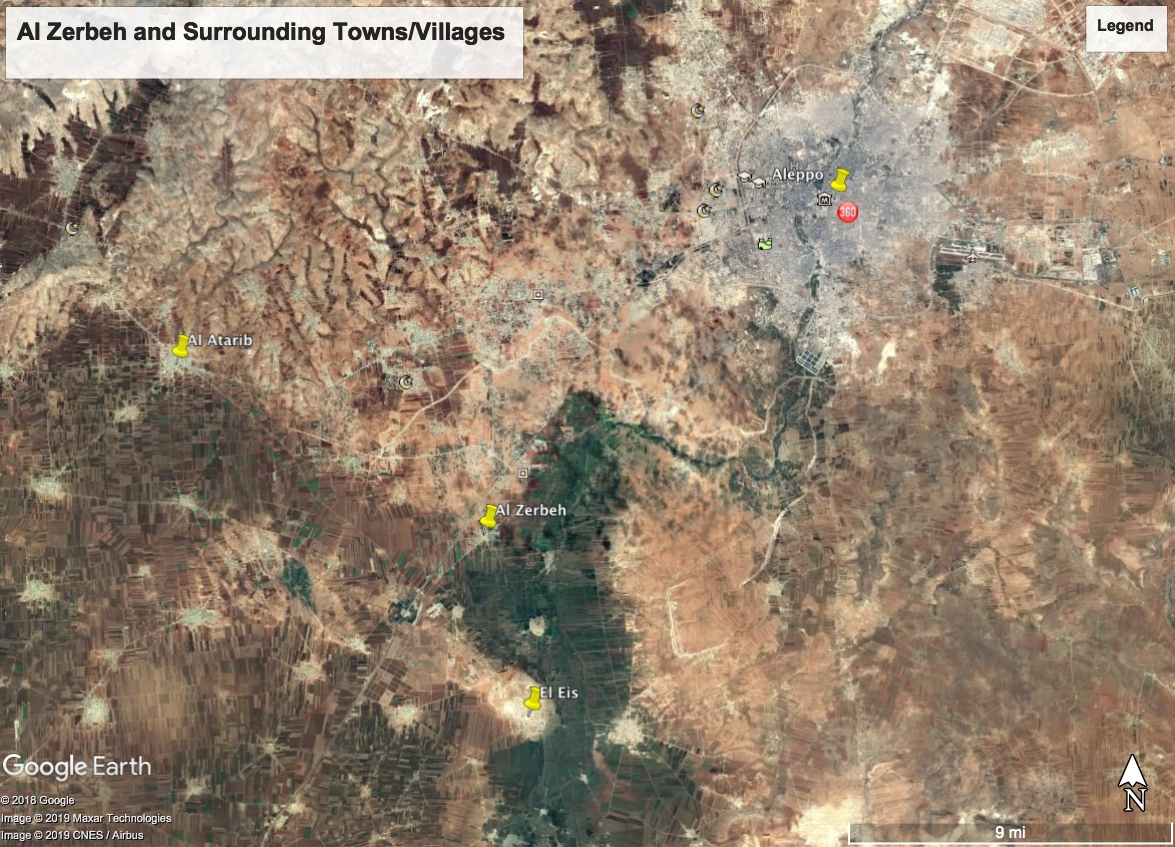 Al Zerbeh and Surrounding Towns/Villages
Legend
Aleppo
M
360
Al Atarib
Al Zerbeh
El Eis
Google Earth
© 2018 Google
Image © 2019 Maxar Technologies
Image © 2019 CNES / Airbus
N
9 mi